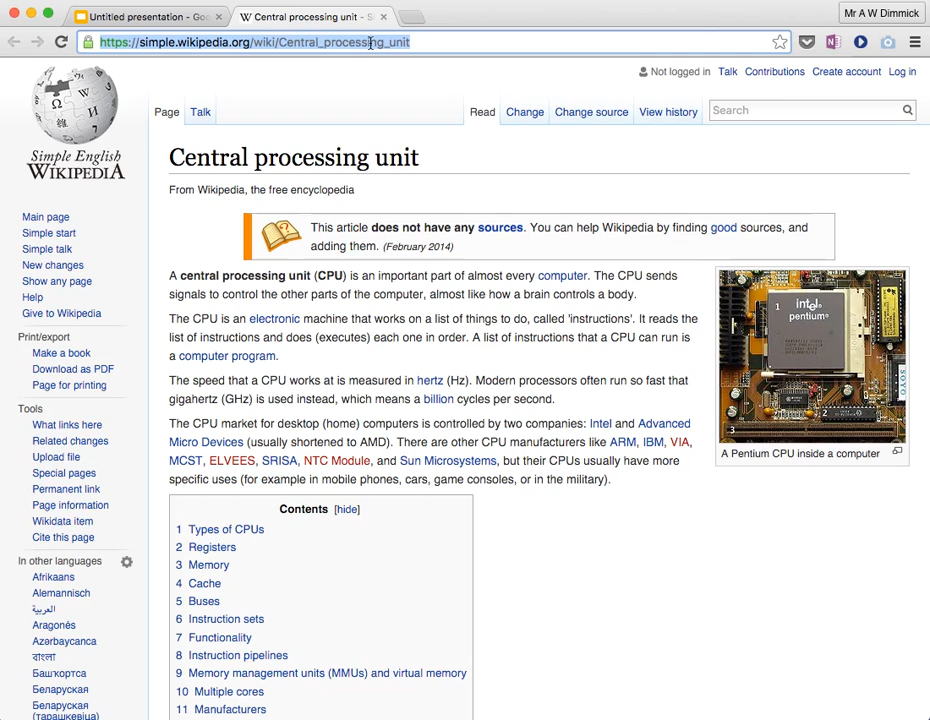 Untitled presentation - Goo
Central processing unit - S
Mr A W Dimmick
https://simple.wikipedia.org/wiki/Central_processing_unit
Not logged in Talk Contributions Create account Log in
Page Talk Read Change Change source View history Search
Simple English
WIKIPEDIA
Main page
Simple start
Simple talk
New changes
Show any page
Help
Give to Wikipedia
Print/export
Make a book
Download as PDF
Page for printing
Tools
What links here
Related changes
Upload file
Special pages
Permanent link
Page information
Wikidata item
Cite this page
In other languages
Afrikaans
Alemannisch
العربية
Aragonés
Azərbaycanca
বাংলা
Башҡортса
Беларуская
Беларуская
(тарашкевіца)
Central processing unit
From Wikipedia, the free encyclopedia
This article does not have any sources. You can help Wikipedia by finding good sources, and
adding them. (February 2014)
A central processing unit (CPU) is an important part of almost every computer. The CPU sends
signals to control the other parts of the computer, almost like how a brain controls a body.
The CPU is an electronic machine that works on a list of things to do, called 'instructions'. It reads the
list of instructions and does (executes) each one in order. A list of instructions that a CPU can run is
a computer program.
The speed that a CPU works at is measured in hertz (Hz). Modern processors often run so fast that
gigahertz (GHz) is used instead, which means a billion cycles per second.
The CPU market for desktop (home) computers is controlled by two companies: Intel and Advanced
Micro Devices (usually shortened to AMD). There are other CPU manufacturers like ARM, IBM, VIA,
MCST, ELVEES, SRISA, NTC Module, and Sun Microsystems, but their CPUs usually have more
specific uses (for example in mobile phones, cars, game consoles, or in the military).
intel
pentium
1
2
3
SOYO
A Pentium CPU inside a computer
Contents [hide]
1 Types of CPUs
2 Registers
3 Memory
4 Cache
5 Buses
6 Instruction sets
7 Functionality
8 Instruction pipelines
9 Memory management units (MMUs) and virtual memory
10 Multiple cores
11 Manufacturers